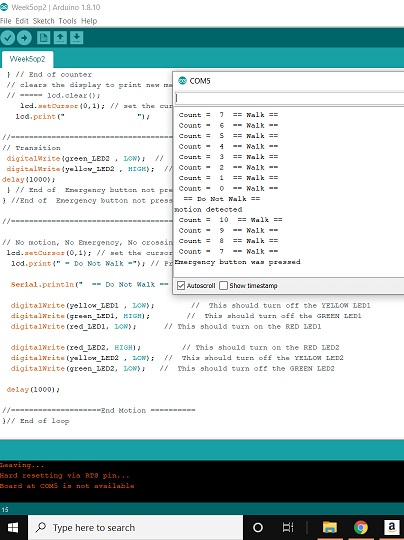 Week5op2 | Arduino 1.8.10
File Edit Sketch Tools Help
Week5op2
} // End of counter
// clears the display to print new me
// ===== lcd.clear();
lcd.setCursor(0,1); // set the cur
lcd.print(" ");
//=====================================
// Transition
digitalWrite(green_LED2 , LOW); //
digitalWrite(yellow_LED2 , HIGH); //
delay(1000);
} // End of Emergency button not pres
} //End of Emergency button not press
//=====================================
// No motion, No Emergency, No crossin
lcd.setCursor(0,1); // set the cursor
lcd.print(" = Do Not Walk ="); // Pr
Serial.println(" == Do Not Walk ==
digitalWrite(yellow_LED1 , LOW); // This should turn off the YELLOW LED1
digitalWrite(green_LED1, HIGH); // This should turn off the GREEN LED1
digitalWrite(red_LED1, LOW); // This should turn on the RED LED1
digitalWrite(red_LED2, HIGH); // This should turn on the RED LED2
digitalWrite(yellow_LED2 , LOW); // This should turn off the YELLOW LED2
digitalWrite(green_LED2, LOW); // This should turn off the GREEN LED2
delay(1000);
//=====================End Motion ==========
}// End of loop
COM5
Count = 7 == Walk ==
Count = 6 == Walk ==
Count = 5 == Walk ==
Count = 4 == Walk ==
Count = 3 == Walk ==
Count = 2 == Walk ==
Count = 1 == Walk ==
Count = 0 == Walk ==
== Do Not Walk ==
motion detected
Count = 10 == Walk ==
Count = 9 == Walk ==
Count = 8 == Walk ==
Count = 7 == Walk ==
Emergency button was pressed
Autoscroll Show timestamp
Leaving...
Hard resetting via RTS pin...
Board at COM5 is not available
15
Type here to search
a